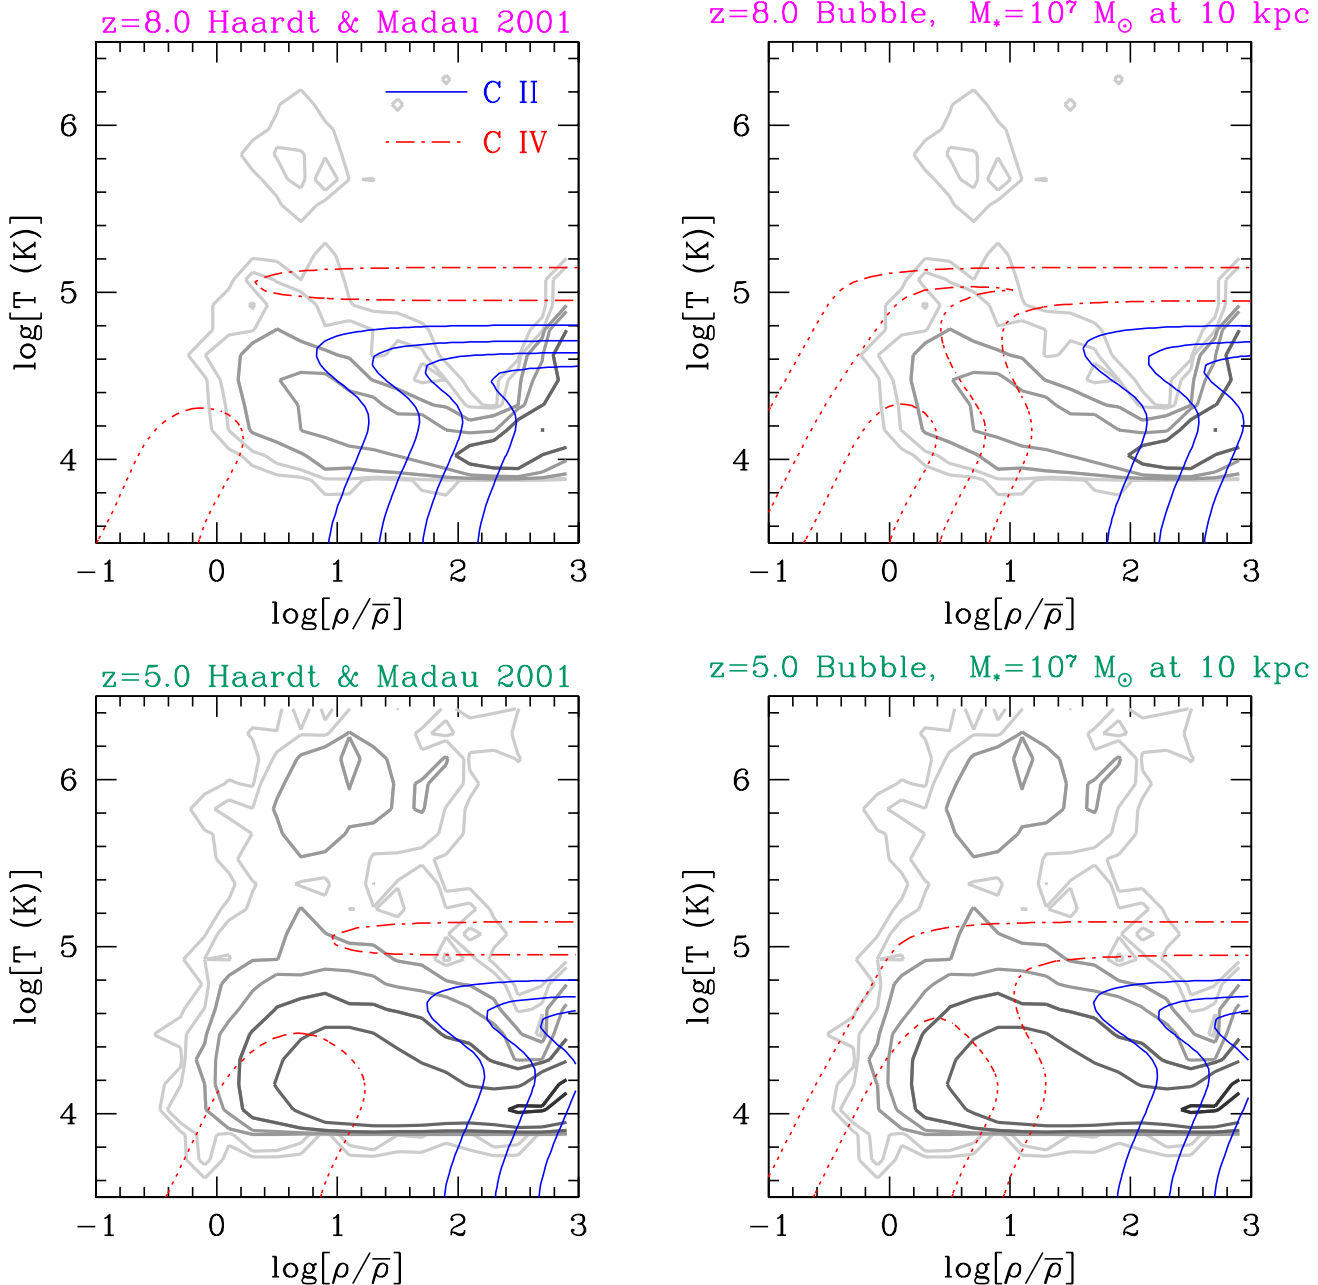 z=8.0 Haardt & Madau 2001
z=8.0 Bubble, M*=10⁷ M⊙ at 10 kpc
C II
C IV
log[T (K)]
6
5
4
−1 0 1 2 3
log[ρ/ρ̅]
log[T (K)]
6
5
4
−1 0 1 2 3
log[ρ/ρ̅]
z=5.0 Haardt & Madau 2001
z=5.0 Bubble, M*=10⁷ M⊙ at 10 kpc
log[T (K)]
6
5
4
−1 0 1 2 3
log[ρ/ρ̅]
log[T (K)]
6
5
4
−1 0 1 2 3
log[ρ/ρ̅]